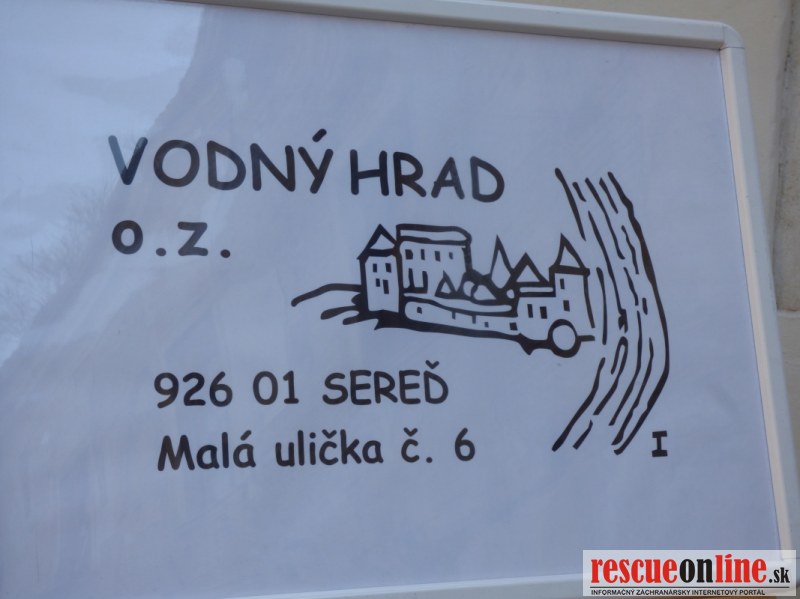 VODNÝ HRAD
o.z.
926 01 SEREĎ
Malá ulička č. 6
I
rescueonline.sk
INFORMAČNÝ ZÁCHRANÁRSKY INTERNETOVÝ PORTÁL